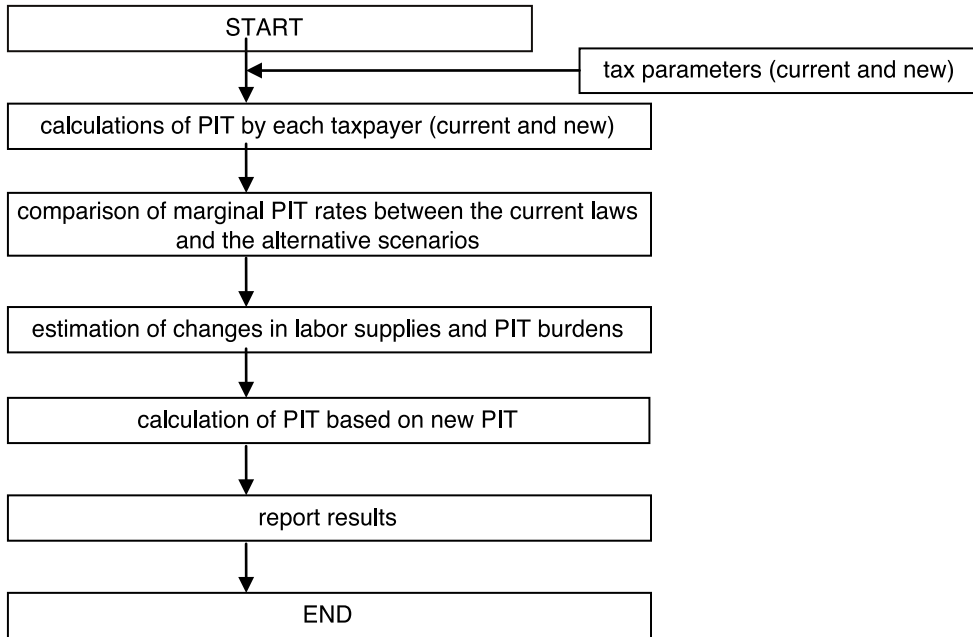 START
tax parameters (current and new)
calculations of PIT by each taxpayer (current and new)
comparison of marginal PIT rates between the current laws
and the alternative scenarios
estimation of changes in labor supplies and PIT burdens
calculation of PIT based on new PIT
report results
END